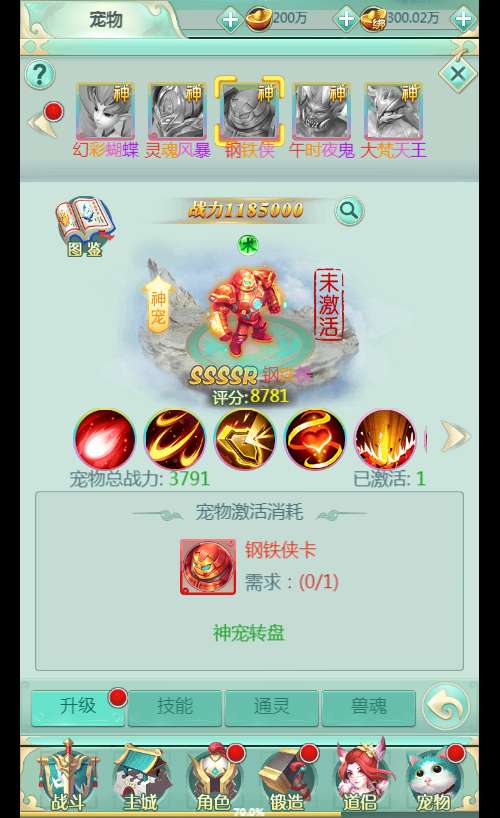 宠物
200万
绑
300.02万
神 神 神 神 神
幻彩蝴蝶 灵魂风暴 钢铁侠 午时夜鬼 大梵天王
战力1185000
图鉴
术
神宠
未激活
SSSSR 钢铁侠
评分:8781
宠物总战力: 3791
已激活: 1
宠物激活消耗
钢铁侠卡
需求：(0/1)
神宠转盘
升级 技能 通灵 兽魂
战斗 主城 角色 锻造 道侣 宠物
70.0%